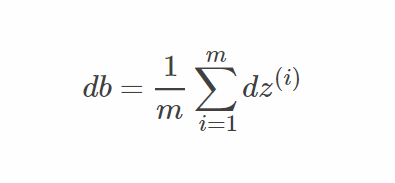 $db = \frac{1}{m} \sum_{i=1}^{m} dz^{(i)}$